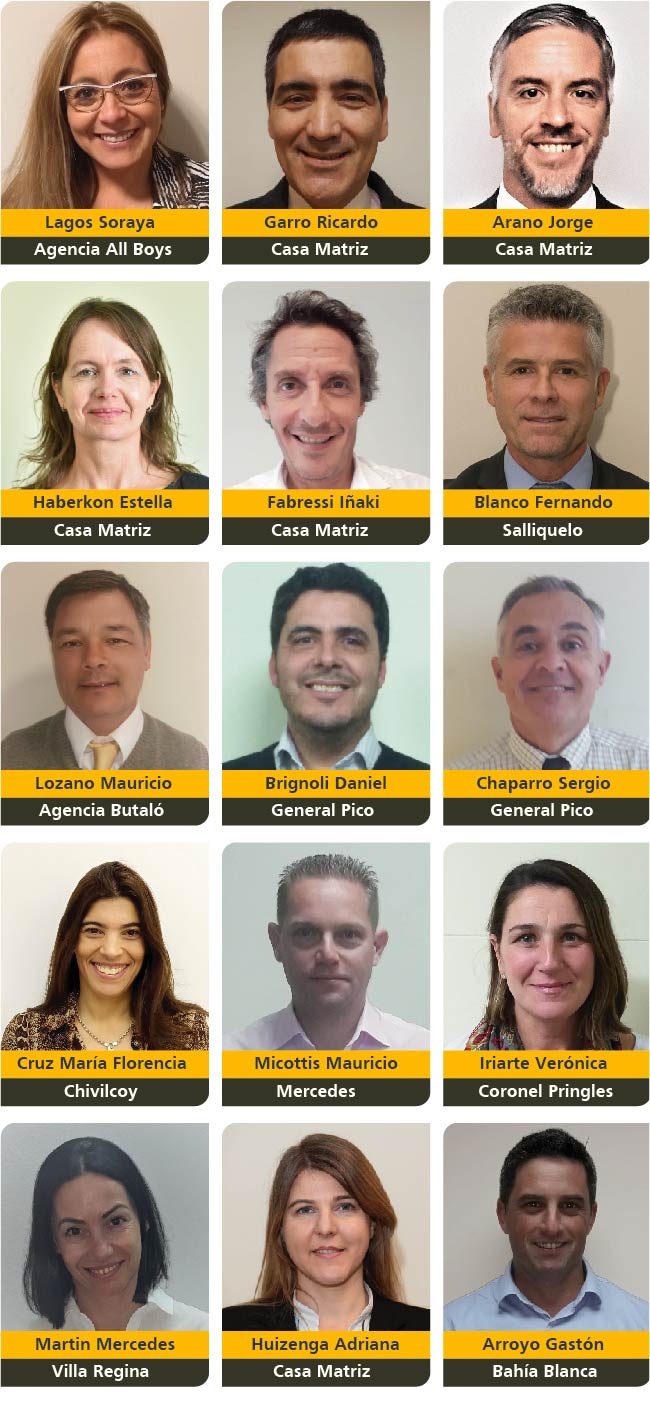 Lagos Soraya
Agencia All Boys
Garro Ricardo
Casa Matriz
Arano Jorge
Casa Matriz
Haberkon Estella
Casa Matriz
Fabressi Iñaki
Casa Matriz
Blanco Fernando
Salliquelo
Lozano Mauricio
Agencia Butaló
Brignoli Daniel
General Pico
Chaparro Sergio
General Pico
Cruz María Florencia
Chivilcoy
Micottis Mauricio
Mercedes
Iriarte Verónica
Coronel Pringles
Martin Mercedes
Villa Regina
Huizenga Adriana
Casa Matriz
Arroyo Gastón
Bahía Blanca